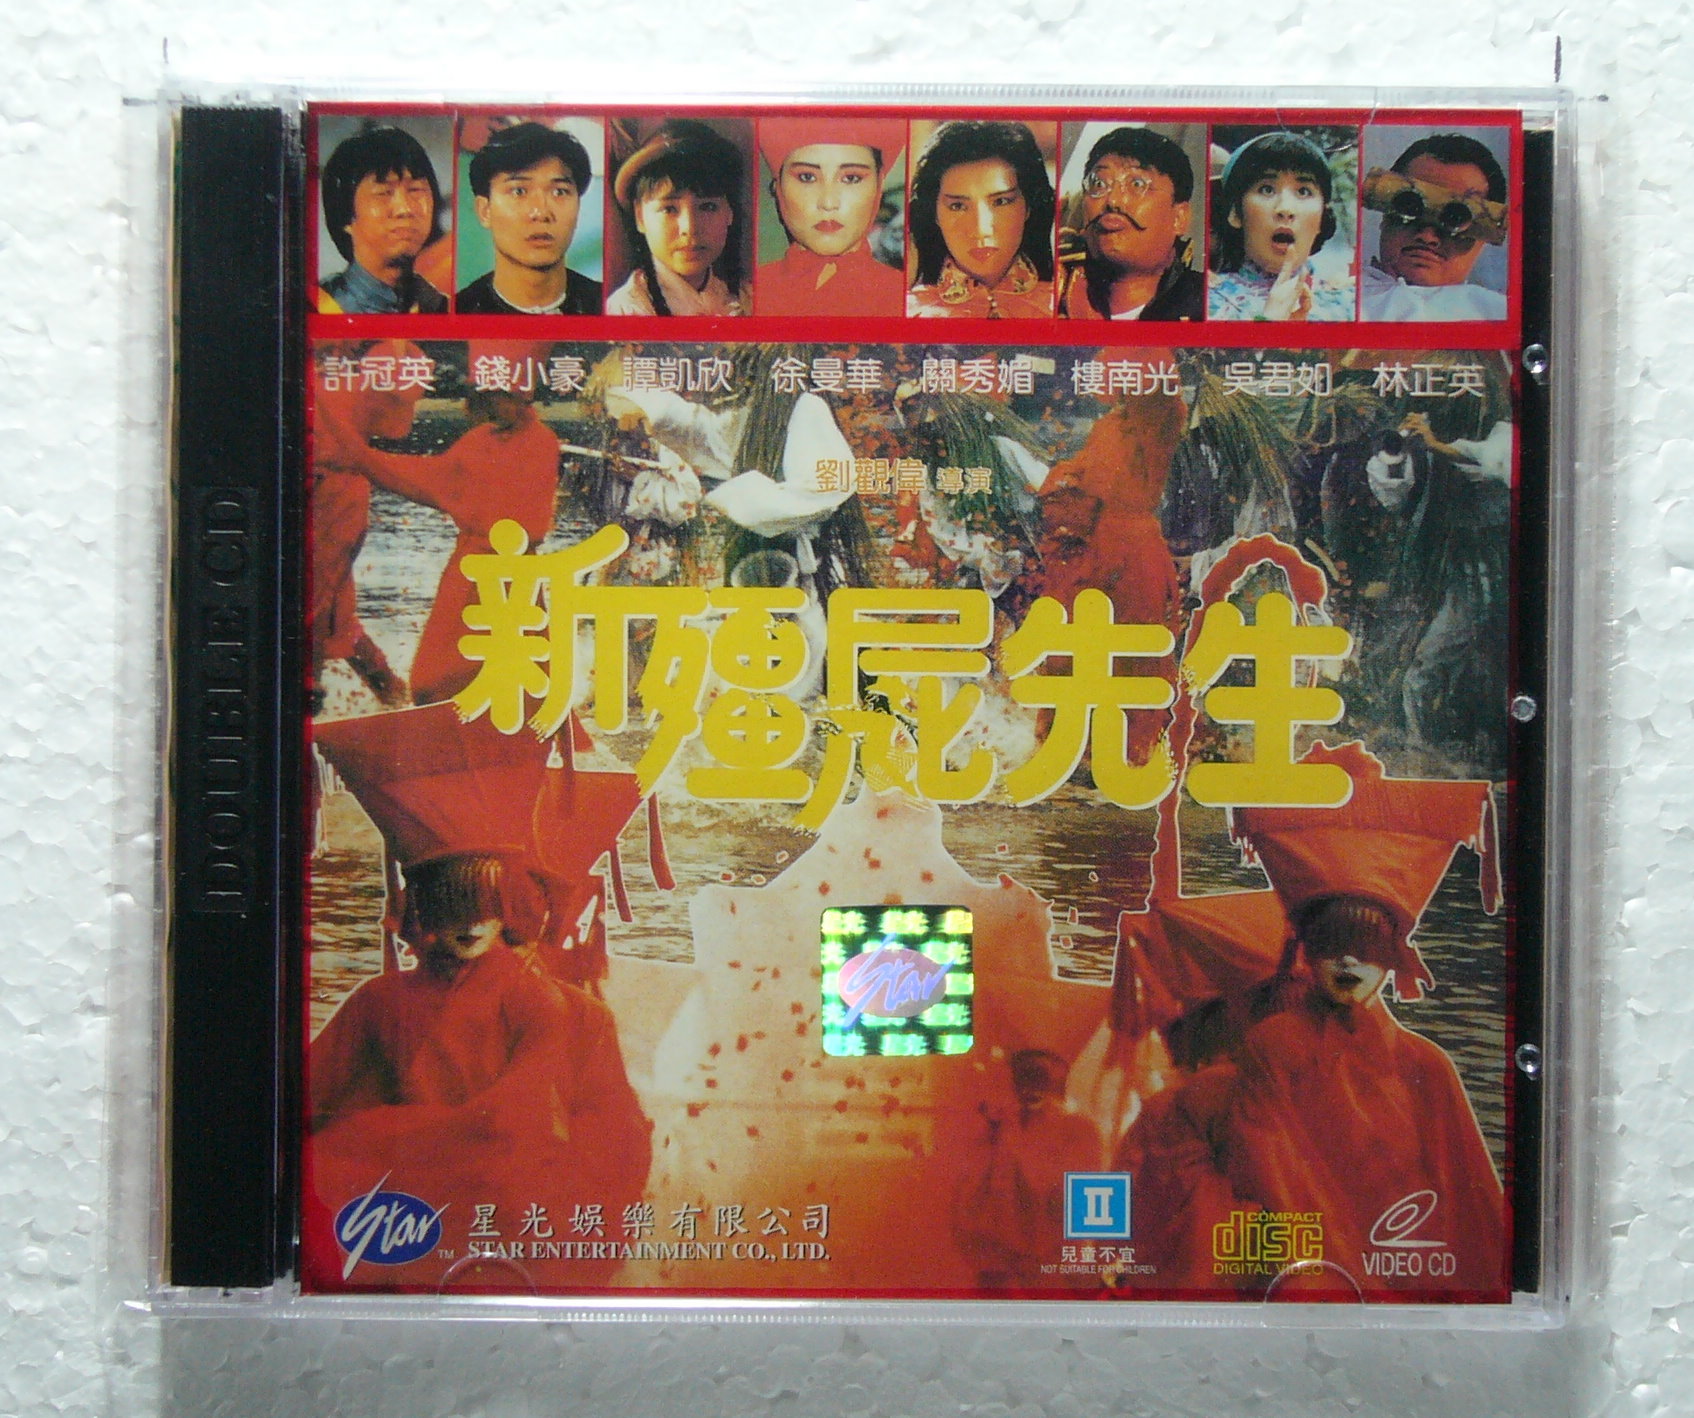 許冠英 錢小豪 譚凱欣 徐曼華 關秀媚 樓南光 吳君如 林正英
劉觀偉 導演
新殭屍先生
DOUBLE CD
Star
Star TM
星光娛樂有限公司
STAR ENTERTAINMENT CO., LTD.
II
兒童不宜
NOT SUITABLE FOR CHILDREN
COMPACT
disc
DIGITAL VIDEO
VIDEO CD